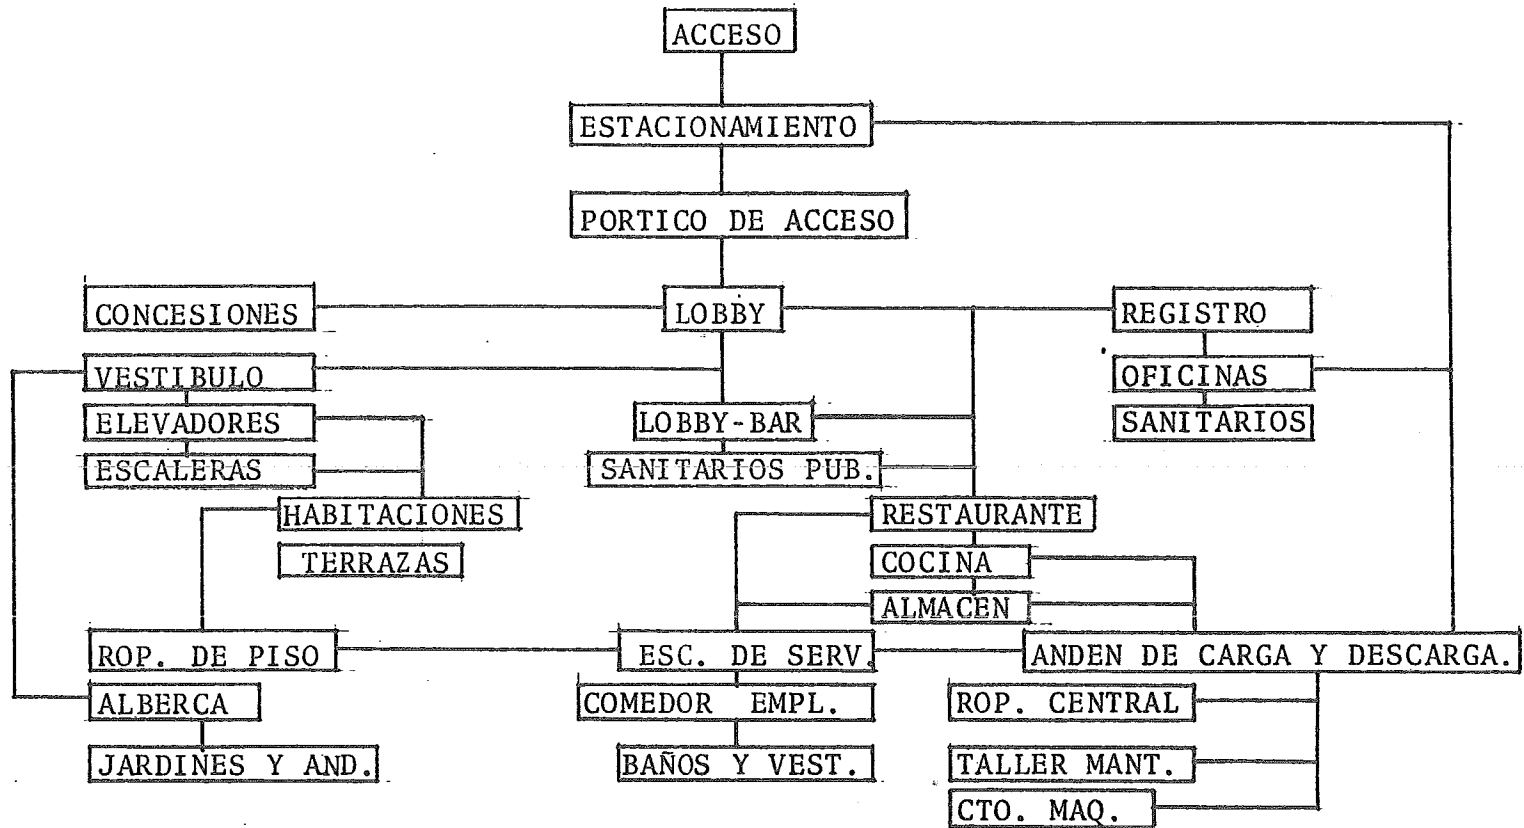 ACCESO
ESTACIONAMIENTO
PORTICO DE ACCESO
CONCESIONES
LOBBY
REGISTRO
VESTIBULO
OFICINAS
ELEVADORES
LOBBY-BAR
SANITARIOS
ESCALERAS
SANITARIOS PUB.
HABITACIONES
RESTAURANTE
TERRAZAS
COCINA
ALMACEN
ROP. DE PISO
ESC. DE SERV.
ANDEN DE CARGA Y DESCARGA.
ALBERCA
COMEDOR EMPL.
ROP. CENTRAL
JARDINES Y AND.
BAÑOS Y VEST.
TALLER MANT.
CTO. MAQ.